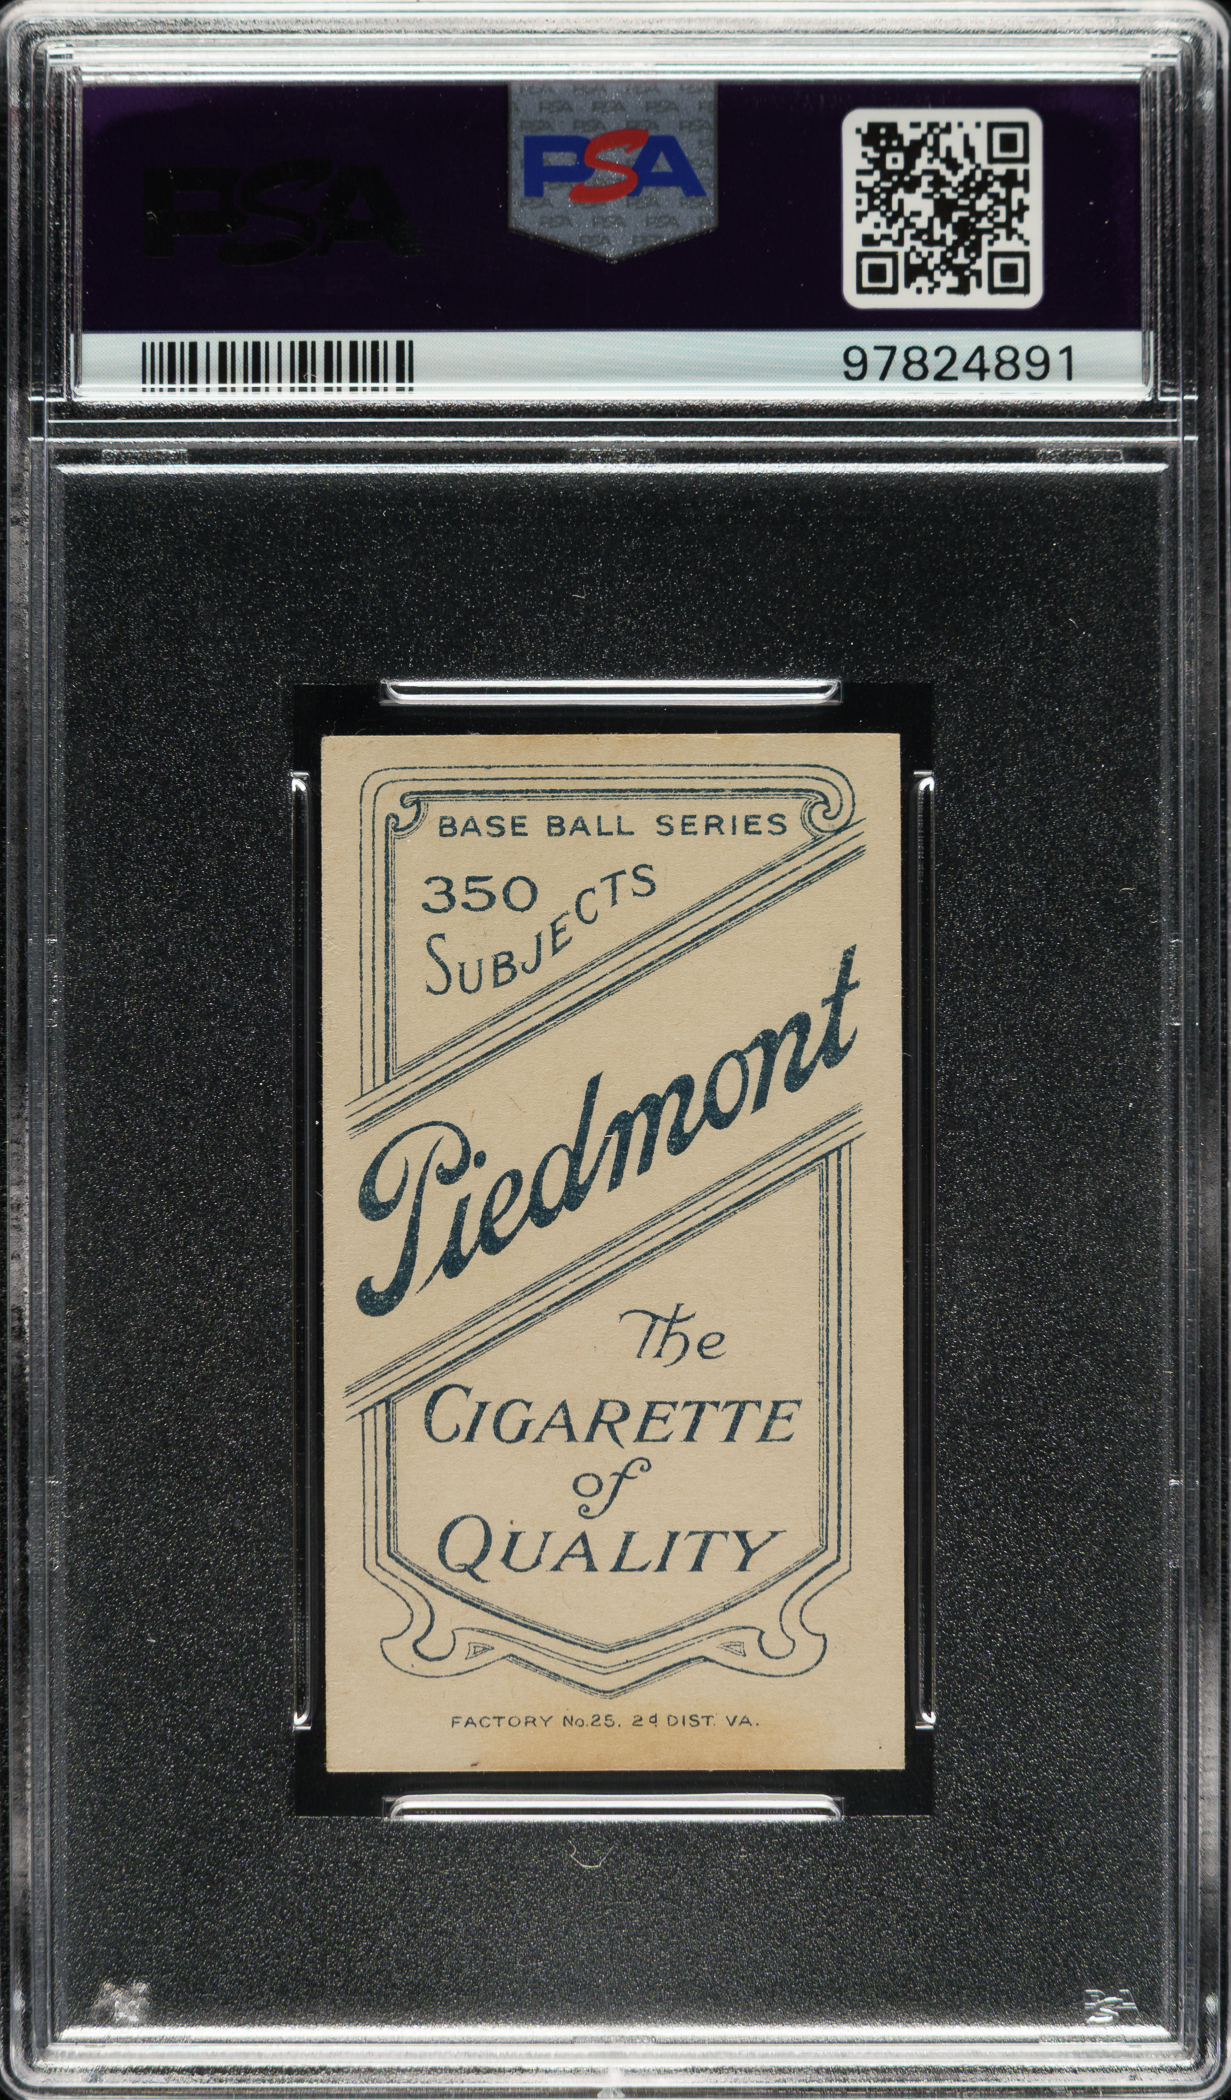 PSA
PSA
97824891
BASE BALL SERIES
350
SUBJECTS
Piedmont
The
CIGARETTE
of
QUALITY
FACTORY No.25. 2d DIST. VA.
PSA